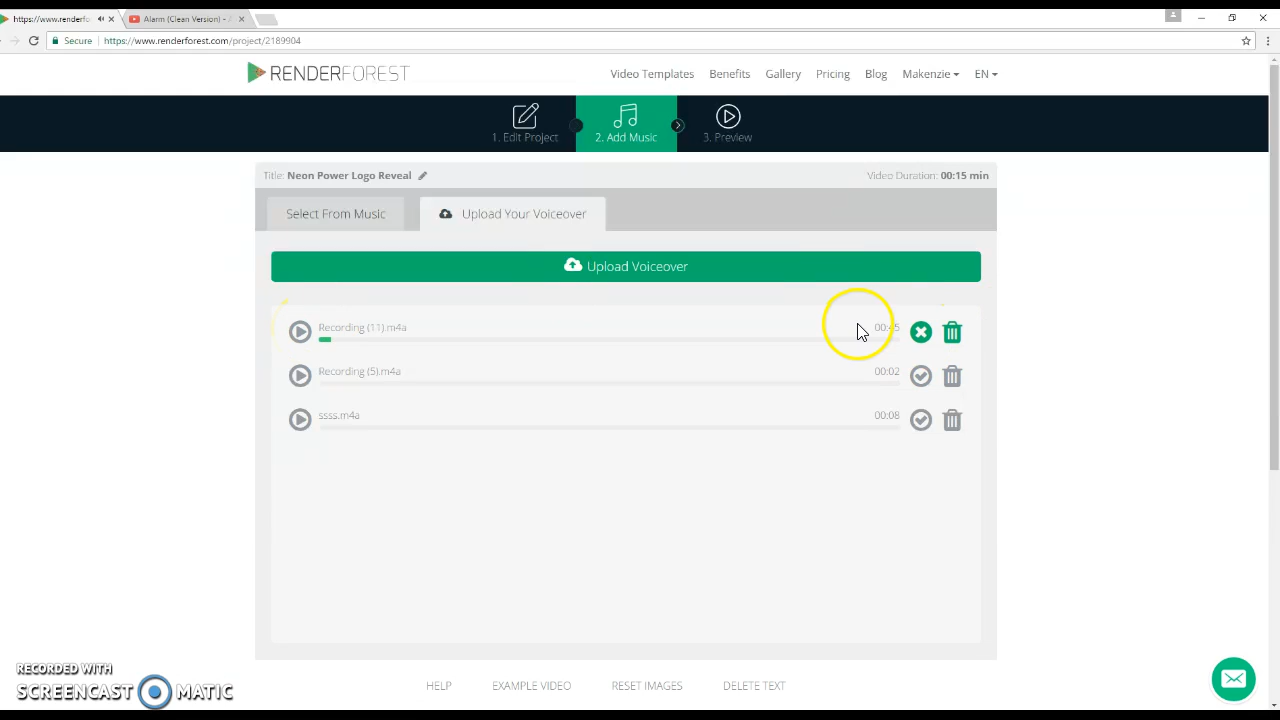 https://www.renderfo
Alarm (Clean Version) - A
Secure
https://www.renderforest.com/project/2189904
RENDERFOREST
Video Templates
Benefits
Gallery
Pricing
Blog
Makenzie
EN
1. Edit Project
2. Add Music
3. Preview
Title: Neon Power Logo Reveal
Video Duration: 00:15 min
Select From Music
Upload Your Voiceover
Upload Voiceover
Recording (11).m4a
Recording (5).m4a
00:02
ssss.m4a
00:08
HELP
EXAMPLE VIDEO
RESET IMAGES
DELETE TEXT
RECORDED WITH
SCREENCAST MATIC